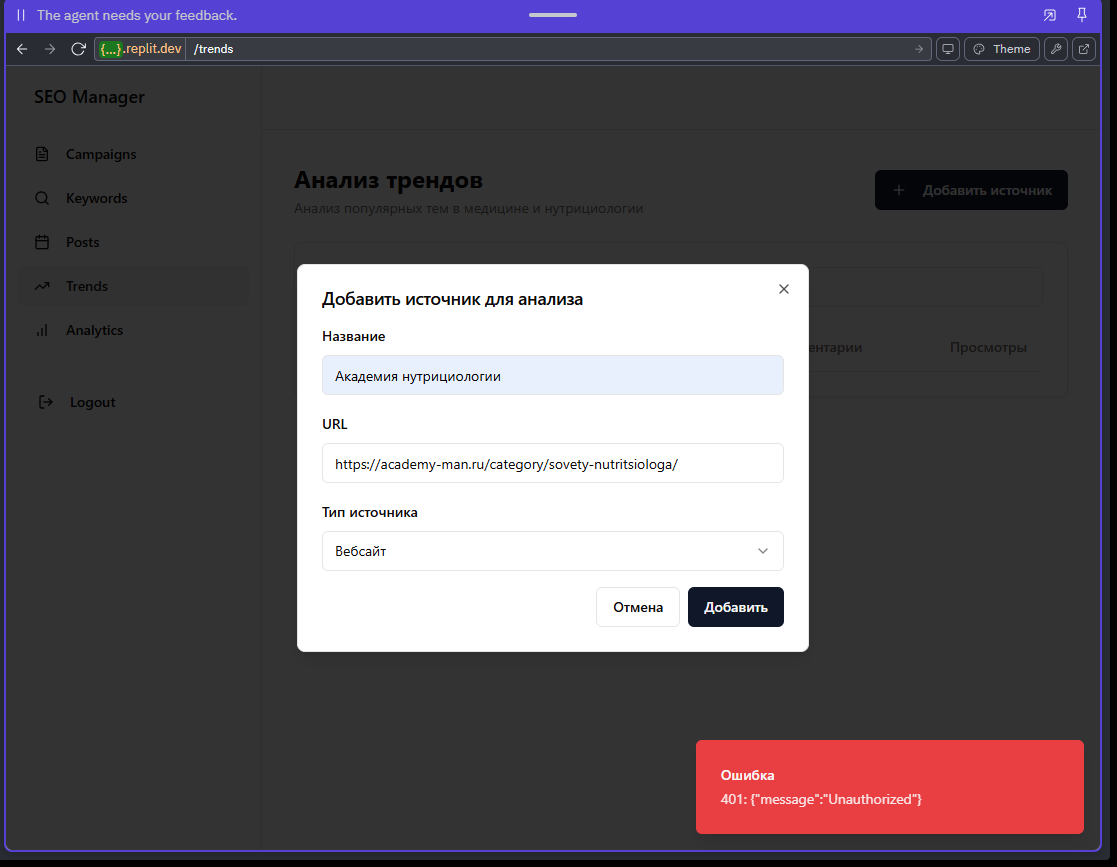 The agent needs your feedback.
{...}.replit.dev /trends
Theme
SEO Manager
Campaigns
Keywords
Posts
Trends
Analytics
Logout
Анализ трендов
Анализ популярных тем в медицине и нутрициологии
+ Добавить источник
ентарии
Просмотры
Добавить источник для анализа
Название
Академия нутрициологии
URL
https://academy-man.ru/category/sovety-nutritsiologa/
Тип источника
Вебсайт
Отмена
Добавить
Ошибка
401: {"message":"Unauthorized"}